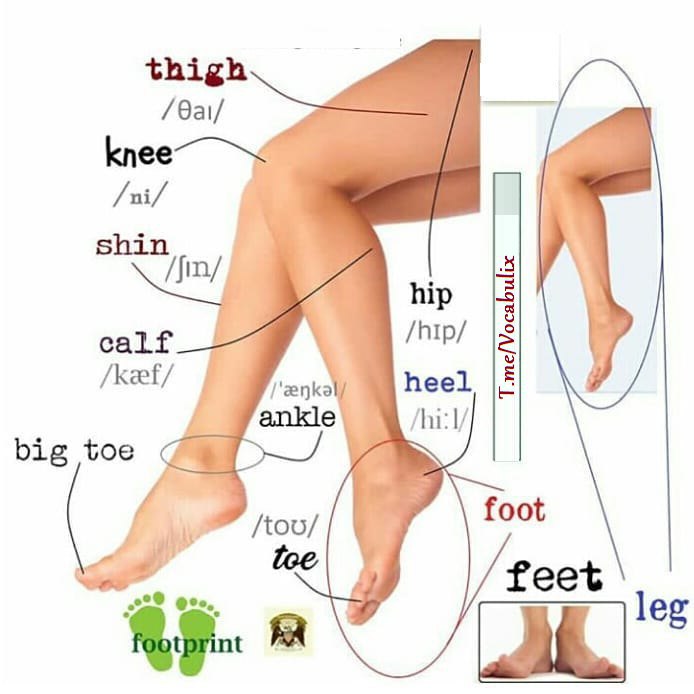 thigh
/θaɪ/
knee
/ni/
shin
/ʃɪn/
calf
/kæf/
hip
/hɪp/
/ˈæŋkəl/
ankle
heel
/hiːl/
big toe
/toʊ/
toe
foot
feet
leg
footprint
T.me/Vocabulix